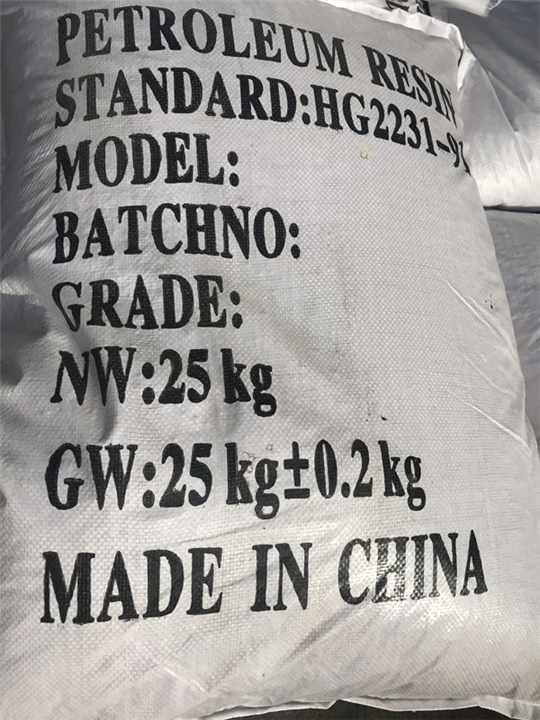 PETROLEUM RESIN
STANDARD:HG2231-91
MODEL:
BATCHNO:
GRADE:
NW:25 kg
GW:25 kg±0.2 kg
MADE IN CHINA